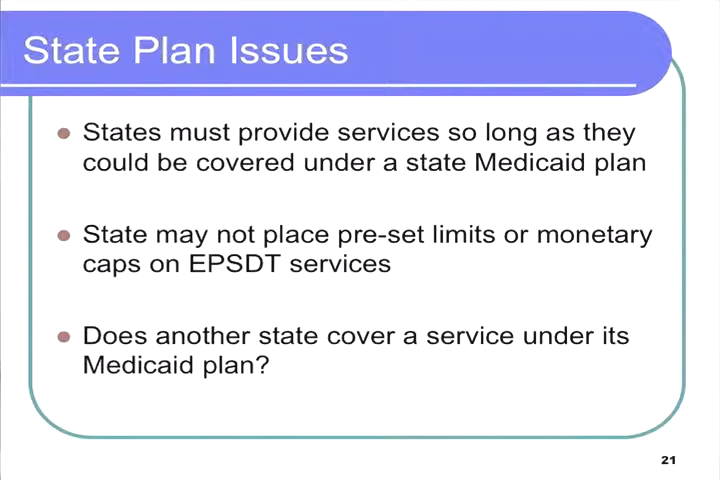 State Plan Issues
States must provide services so long as they
could be covered under a state Medicaid plan
State may not place pre-set limits or monetary
caps on EPSDT services
Does another state cover a service under its
Medicaid plan?
21